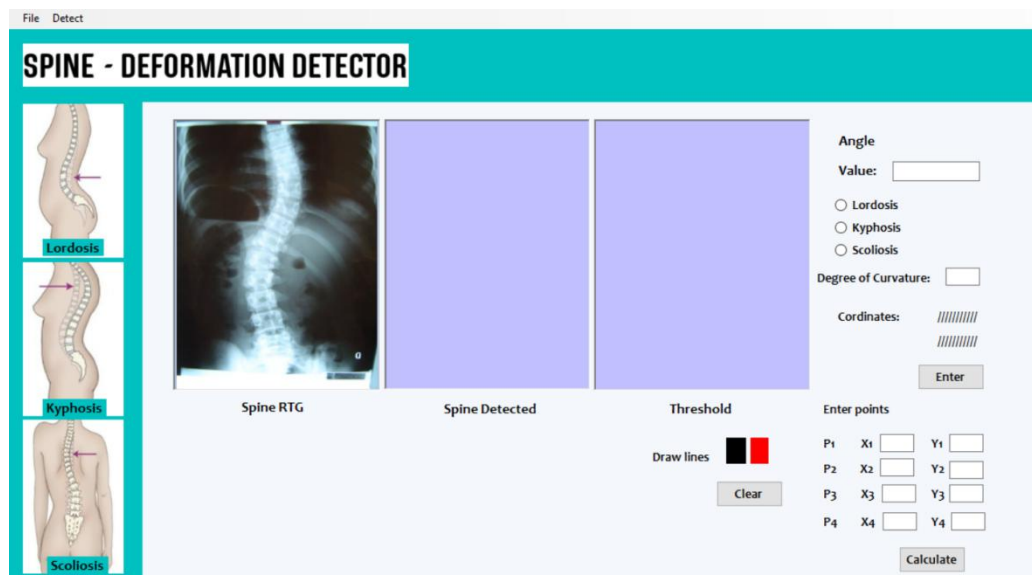 File Detect
SPINE - DEFORMATION DETECTOR
Lordosis
Kyphosis
Scoliosis
Spine RTG
Spine Detected
Threshold
Draw lines
Clear
Angle
Value:
Lordosis
Kyphosis
Scoliosis
Degree of Curvature:
Cordinates: ///////////
///////////
Enter
Enter points
P1 X1 Y1
P2 X2 Y2
P3 X3 Y3
P4 X4 Y4
Calculate